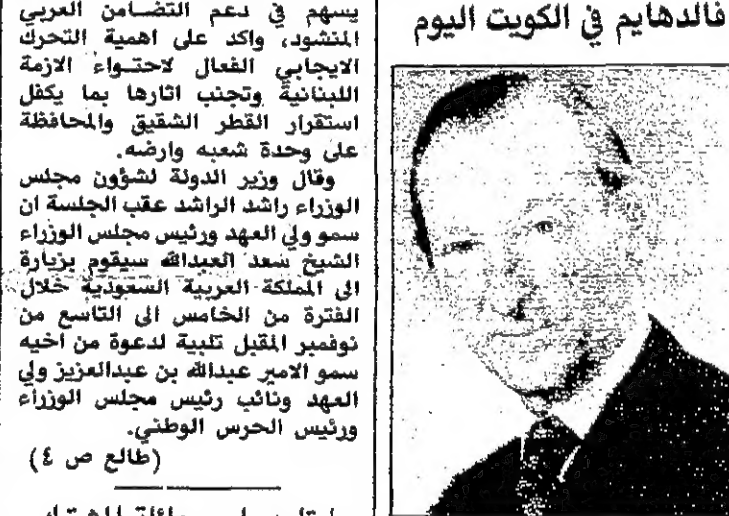 فالدهايم في الكويت اليوم
يسهم في دعم التضامن العربي
المنشود، واكد على اهمية التحرك
الايجابي الفعال لاحتواء الازمة
اللبنانية وتجنب اثارها بما يكفل
استقرار القطر الشقيق والمحافظة
على وحدة شعبه وارضه.
وقال وزير الدولة لشؤون مجلس
الوزراء راشد الراشد عقب الجلسة ان
سمو ولي العهد ورئيس مجلس الوزراء
الشيخ سعد العبدالله سيقوم بزيارة
الى المملكة العربية السعودية خلال
الفترة من الخامس الى التاسع من
نوفمبر المقبل تلبية لدعوة من اخيه
سمو الامير عبدالله بن عبدالعزيز ولي
العهد ونائب رئيس مجلس الوزراء
ورئيس الحرس الوطني.
(طالع ص ٤)